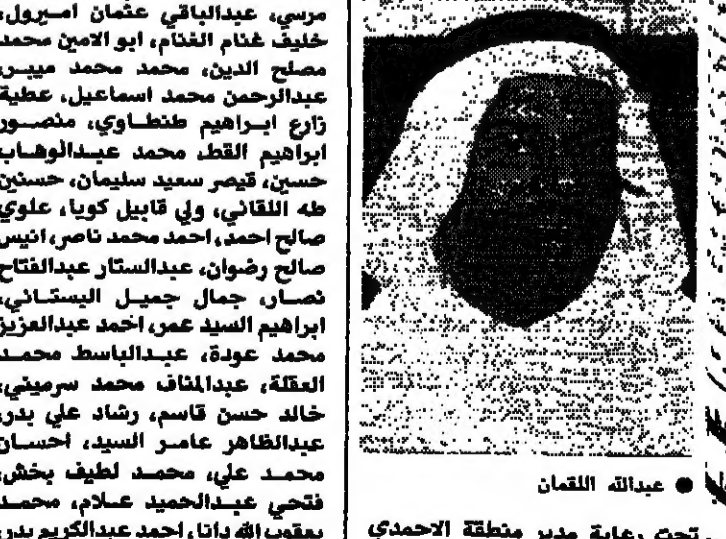 ● عبدالله اللقمان
تحت رعاية مدير منطقة الاحمدي
مرسي، عبدالباقي عثمان اميرول،
خليف غنام الغنام، ابو الامين محمد
مصلح الدين، محمد محمد ميير،
عبدالرحمن محمد اسماعيل، عطية
زارع ابراهيم طنطاوي، منصور
ابراهيم القط، محمد عبدالوهاب
حسين، قيصر سعيد سليمان، حسنين
طه اللقاني، ولي قابيل كويا، علوي
صالح احمد، احمد محمد ناصر، انيس
صالح رضوان، عبدالستار عبدالفتاح
نصار، جمال جميل البستاني،
ابراهيم السيد عمر، احمد عبدالعزيز
محمد عودة، عبدالباسط محمد
العقلة، عبدالمناف محمد سرميني،
خالد حسن قاسم، رشاد علي بدر،
عبدالظاهر عامر السيد، احسان
محمد علي، محمد لطيف بخش،
فتحي عبدالحميد علام، محمد
يعقوب الله داتا، احمد عبدالكريم بدر،